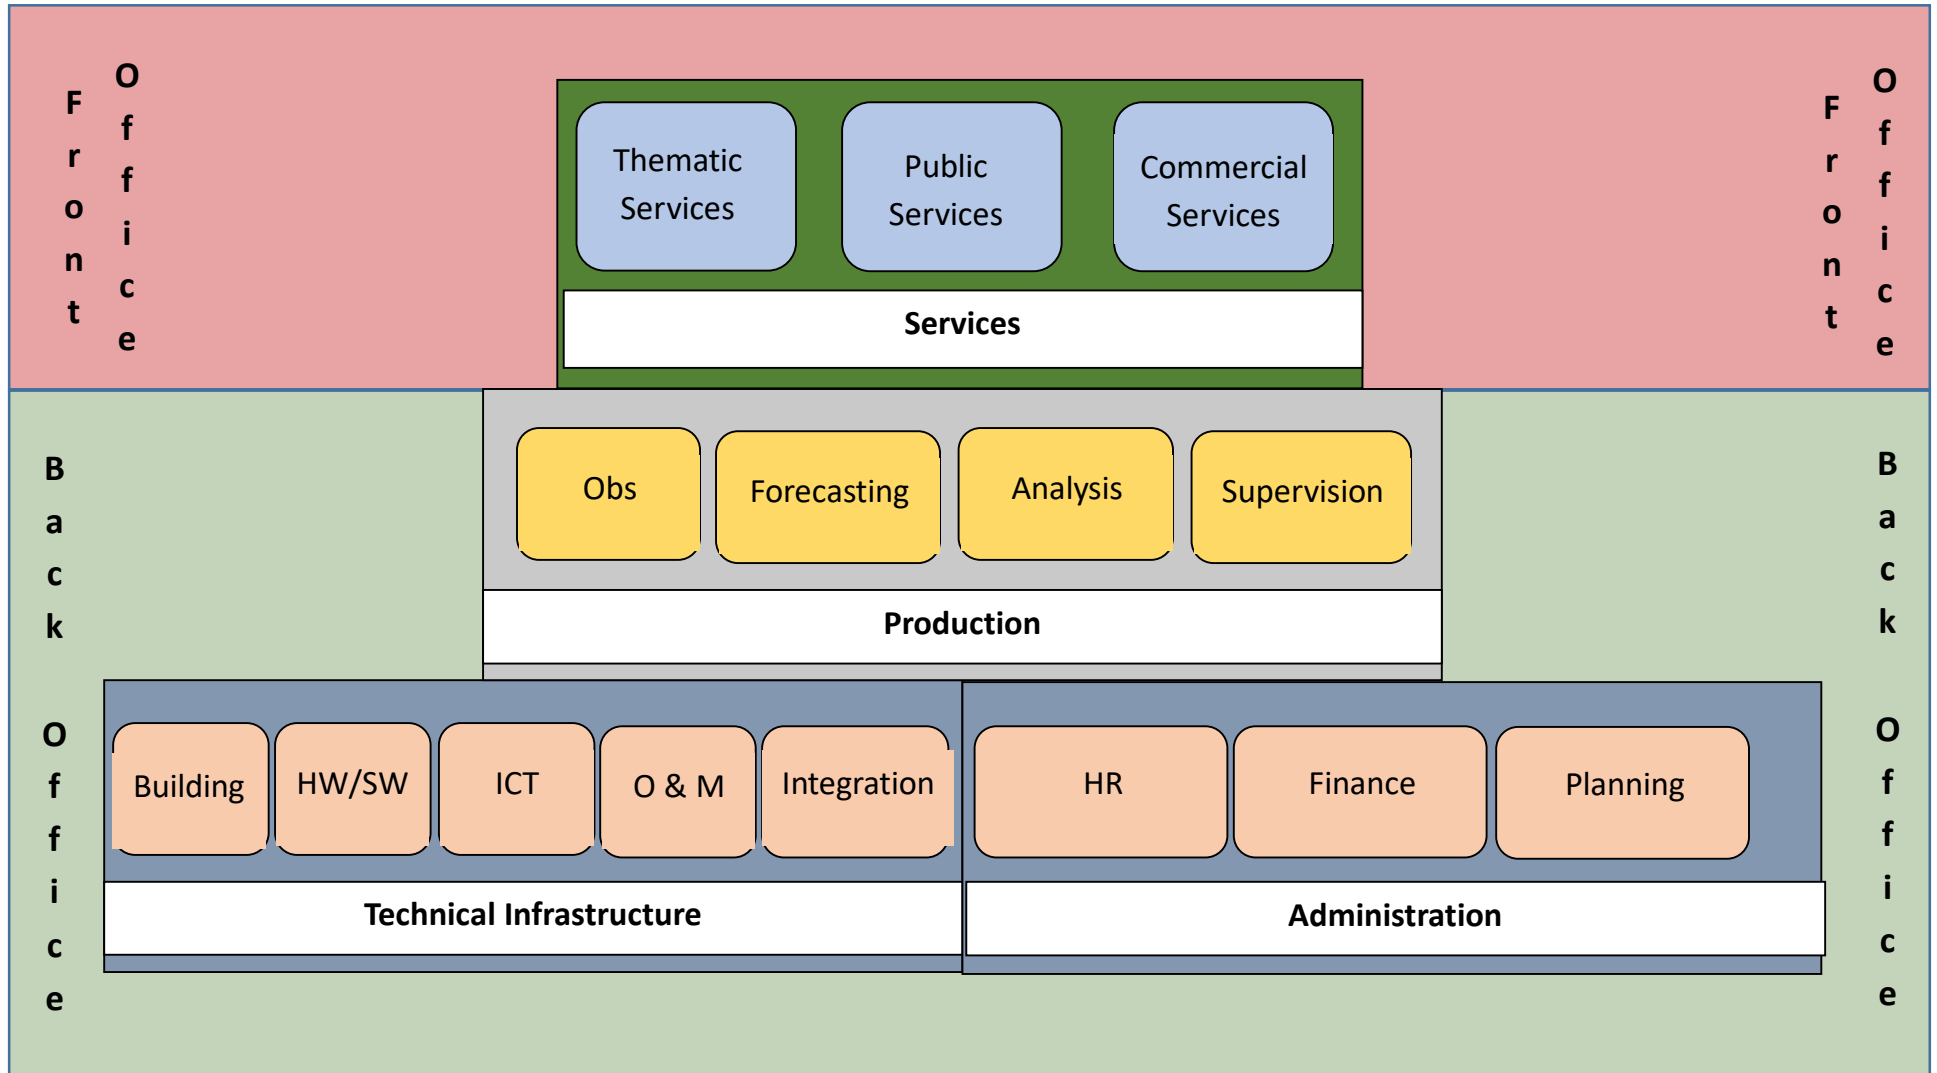 Front
Office
Thematic
Services
Public
Services
Commercial
Services
Services
Front
Office
Back
Office
Obs
Forecasting
Analysis
Supervision
Production
Back
Office
Building
HW/SW
ICT
O & M
Integration
HR
Finance
Planning
Technical Infrastructure
Administration